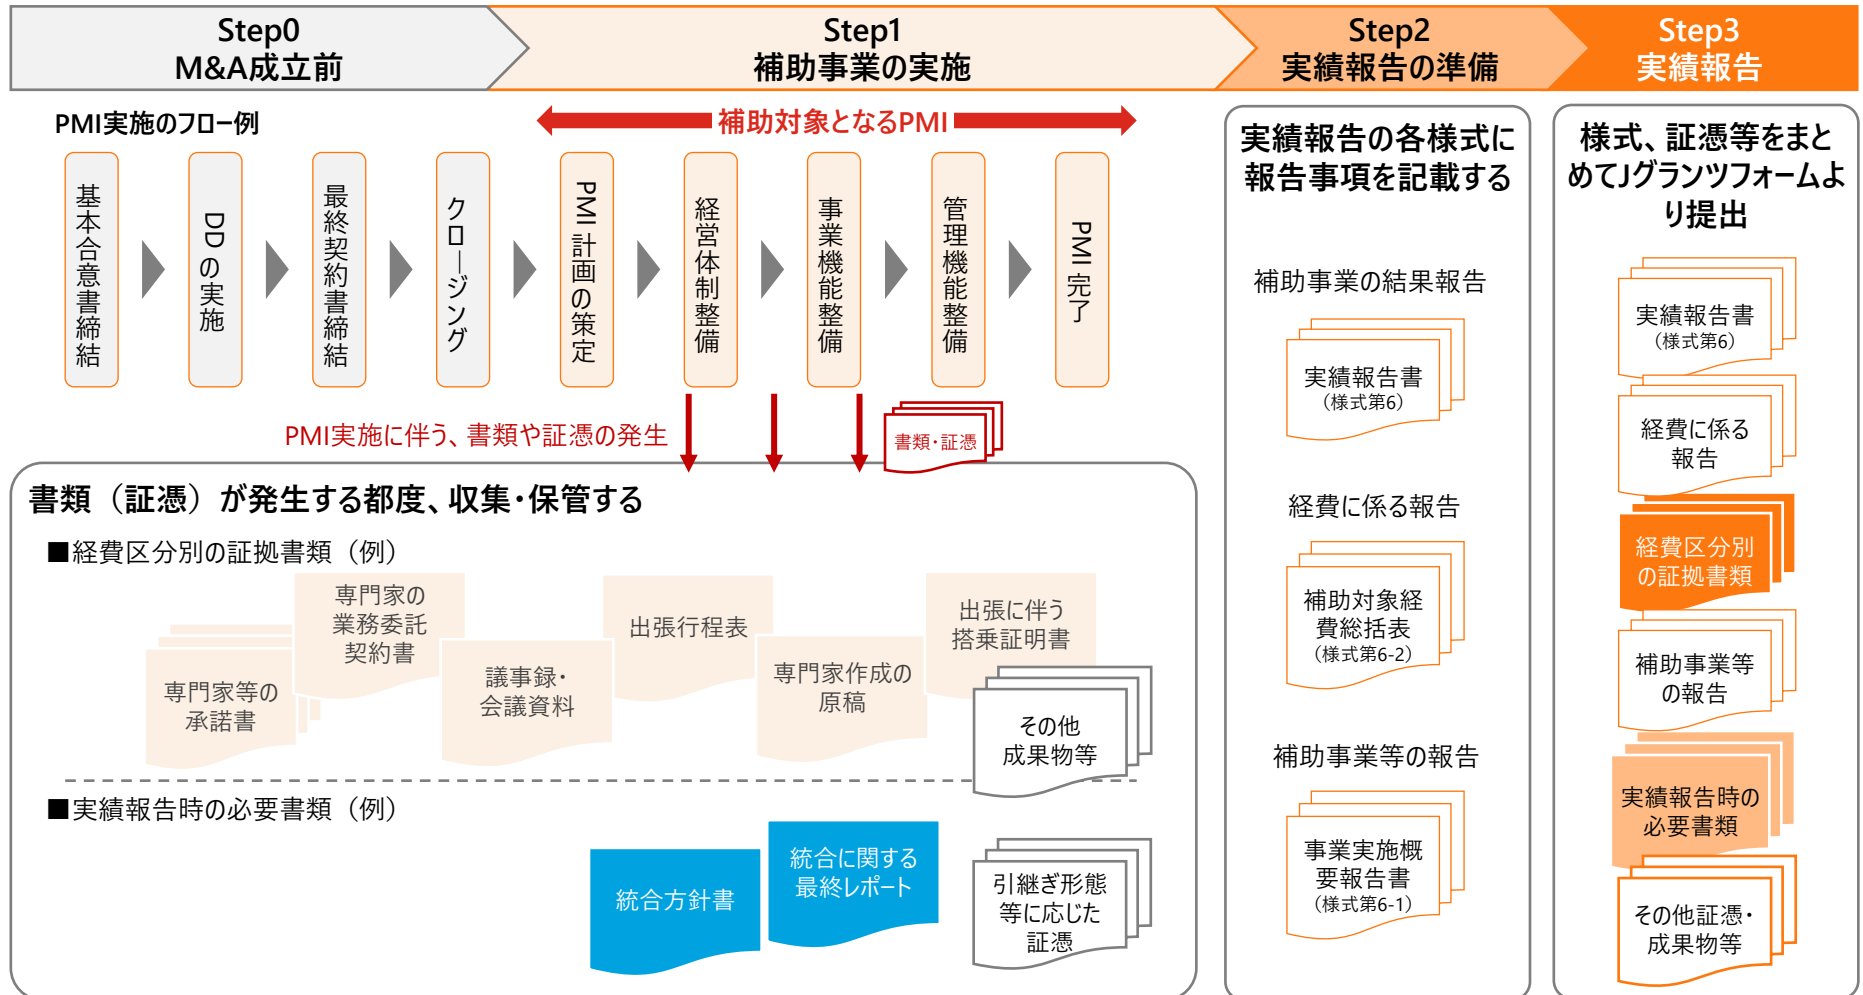 Step0
M&A成立前
Step1
補助事業の実施
Step2
実績報告の準備
Step3
実績報告
PMI実施のフロー例
補助対象となるPMI
基本合意書締結
DDの実施
最終契約書締結
クロージング
PMI計画の策定
経営体制整備
事業機能整備
管理機能整備
PMI完了
PMI実施に伴う、書類や証憑の発生
書類・証憑
書類（証憑）が発生する都度、収集・保管する
■経費区分別の証拠書類（例）
専門家等の
承諾書
専門家の
業務委託
契約書
議事録・
会議資料
出張行程表
専門家作成の
原稿
出張に伴う
搭乗証明書
その他
成果物等
■実績報告時の必要書類（例）
統合方針書
統合に関する
最終レポート
引継ぎ形態
等に応じた
証憑
実績報告の各様式に
報告事項を記載する
補助事業の結果報告
実績報告書
（様式第6）
経費に係る報告
補助対象経
費総括表
（様式第6-2）
補助事業等の報告
事業実施概
要報告書
（様式第6-1）
様式、証憑等をまと
めてJグランツフォームよ
り提出
実績報告書
（様式第6）
経費に係る
報告
経費区分別
の証拠書類
補助事業等
の報告
実績報告時の
必要書類
その他証憑・
成果物等